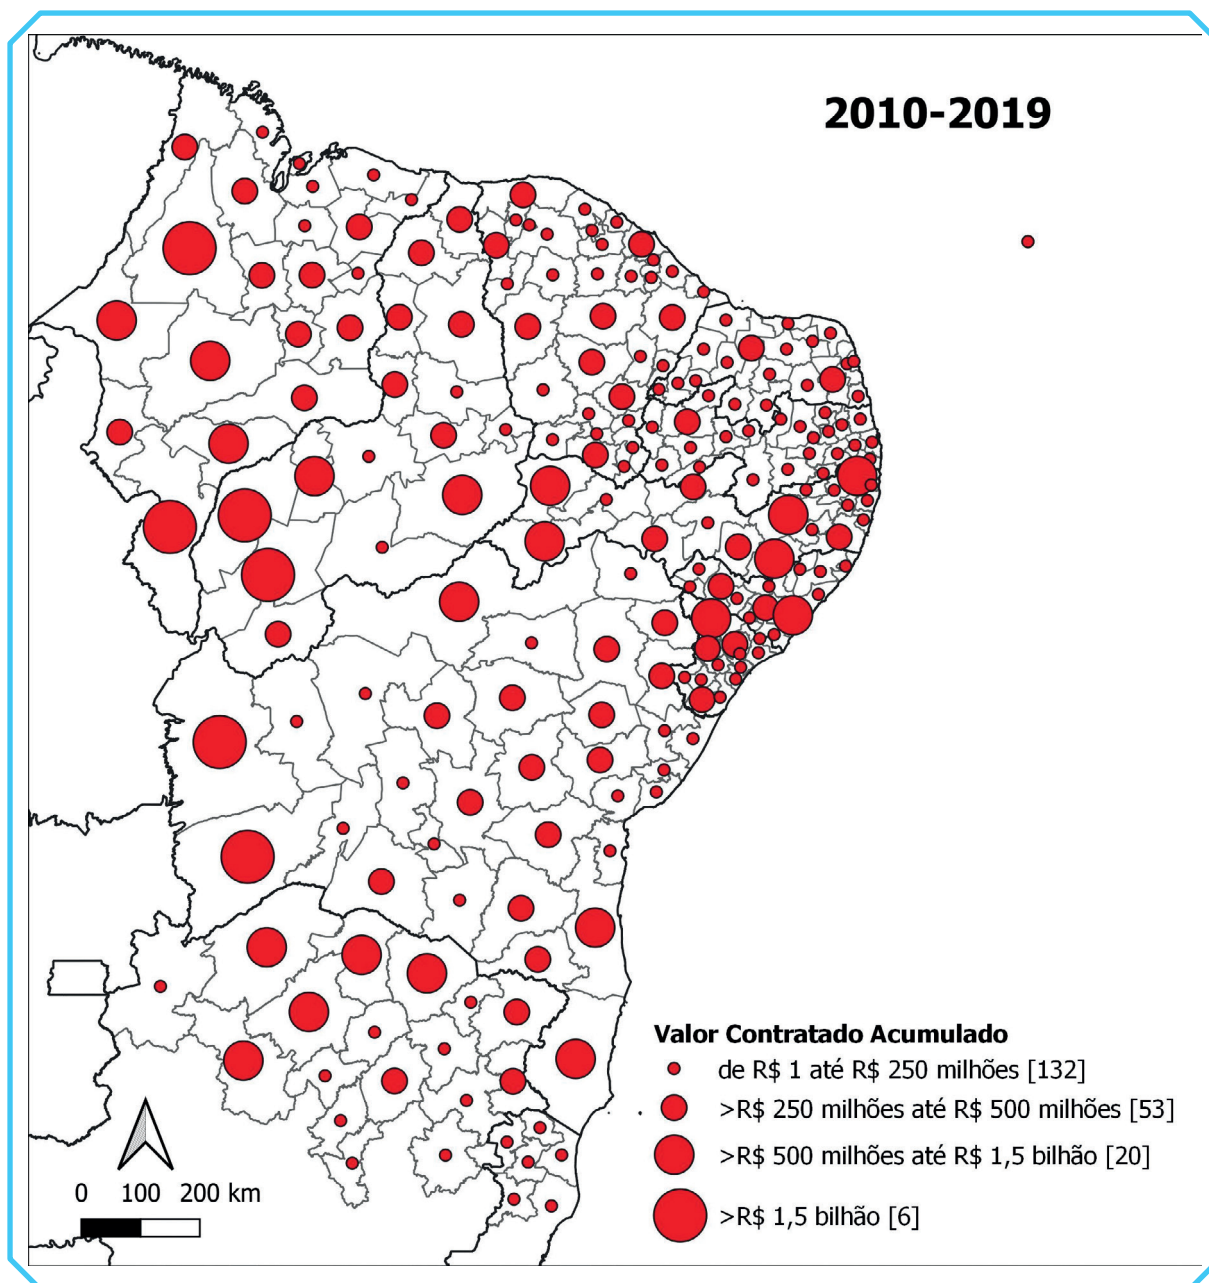 2010-2019
Valor Contratado Acumulado
de R$ 1 até R$ 250 milhões [132]
>R$ 250 milhões até R$ 500 milhões [53]
>R$ 500 milhões até R$ 1,5 bilhão [20]
>R$ 1,5 bilhão [6]
0 100 200 km